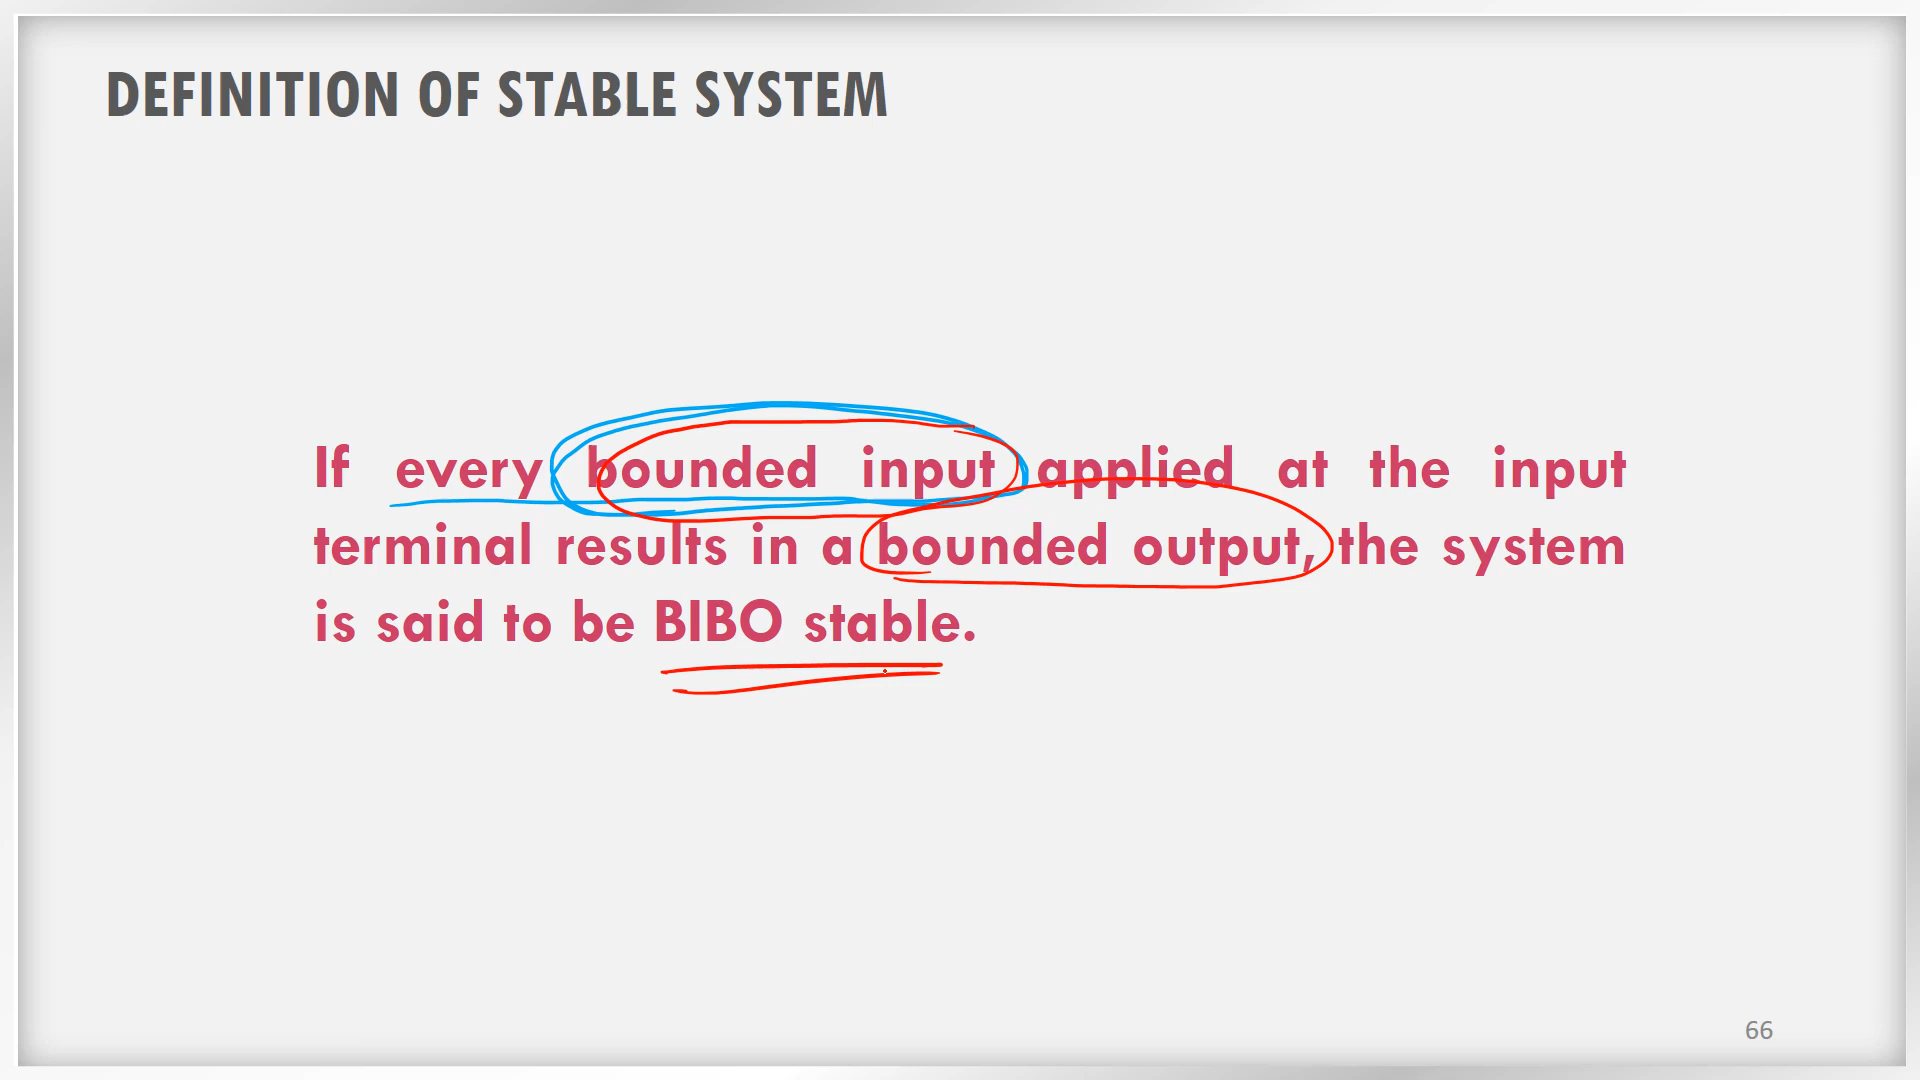 DEFINITION OF STABLE SYSTEM
If every bounded input applied at the input
terminal results in a bounded output, the system
is said to be BIBO stable.
66